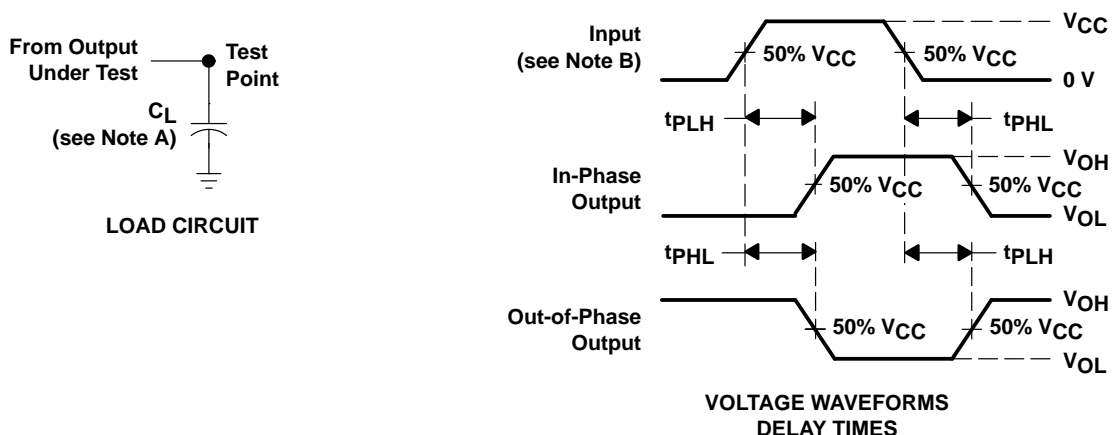 From Output
Under Test
Test
Point
CL
(see Note A)
LOAD CIRCUIT
Input
(see Note B)
50% VCC
50% VCC
VCC
0 V
tPLH
tPHL
In-Phase
Output
50% VCC
50% VCC
VOH
VOL
tPHL
tPLH
Out-of-Phase
Output
50% VCC
50% VCC
VOH
VOL
VOLTAGE WAVEFORMS
DELAY TIMES